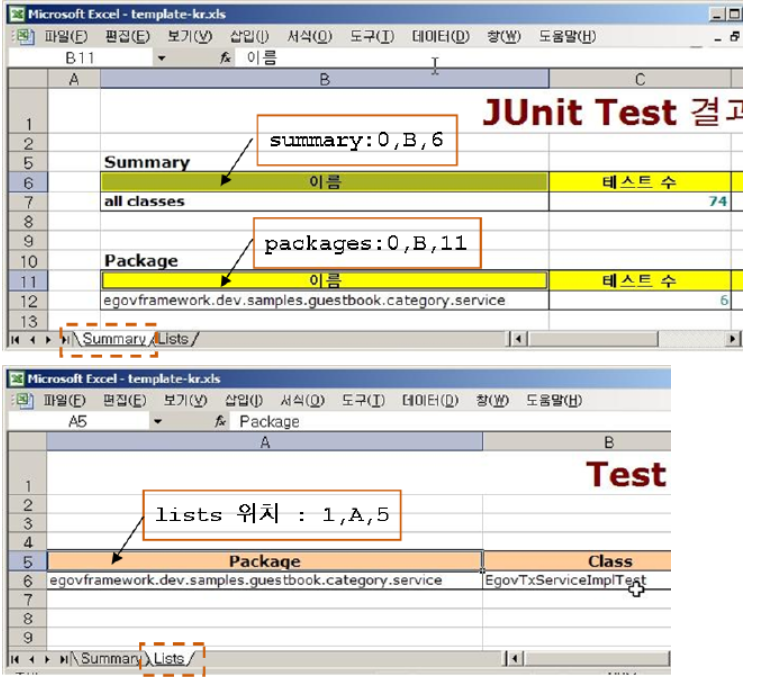 Microsoft Excel - template-kr.xls
파일(F) 편집(E) 보기(V) 삽입(I) 서식(O) 도구(T) 데이터(D) 창(W) 도움말(H)
B11 fx 이름
A B C
1 JUnit Test 결과
2
summary:0,B,6
5 Summary
6 이름 테스트 수
7 all classes 74
8
9
packages:0,B,11
10 Package
11 이름 테스트 수
12 egovframework.dev.samples.guestbook.category.service 6
13
Summary Lists
Microsoft Excel - template-kr.xls
파일(F) 편집(E) 보기(V) 삽입(I) 서식(O) 도구(T) 데이터(D) 창(W) 도움말(H)
A5 fx Package
A B
1 Test
2
3
lists 위치 : 1,A,5
4
5 Package Class
6 egovframework.dev.samples.guestbook.category.service EgovTxServiceImplTest
7
8
9
Summary Lists